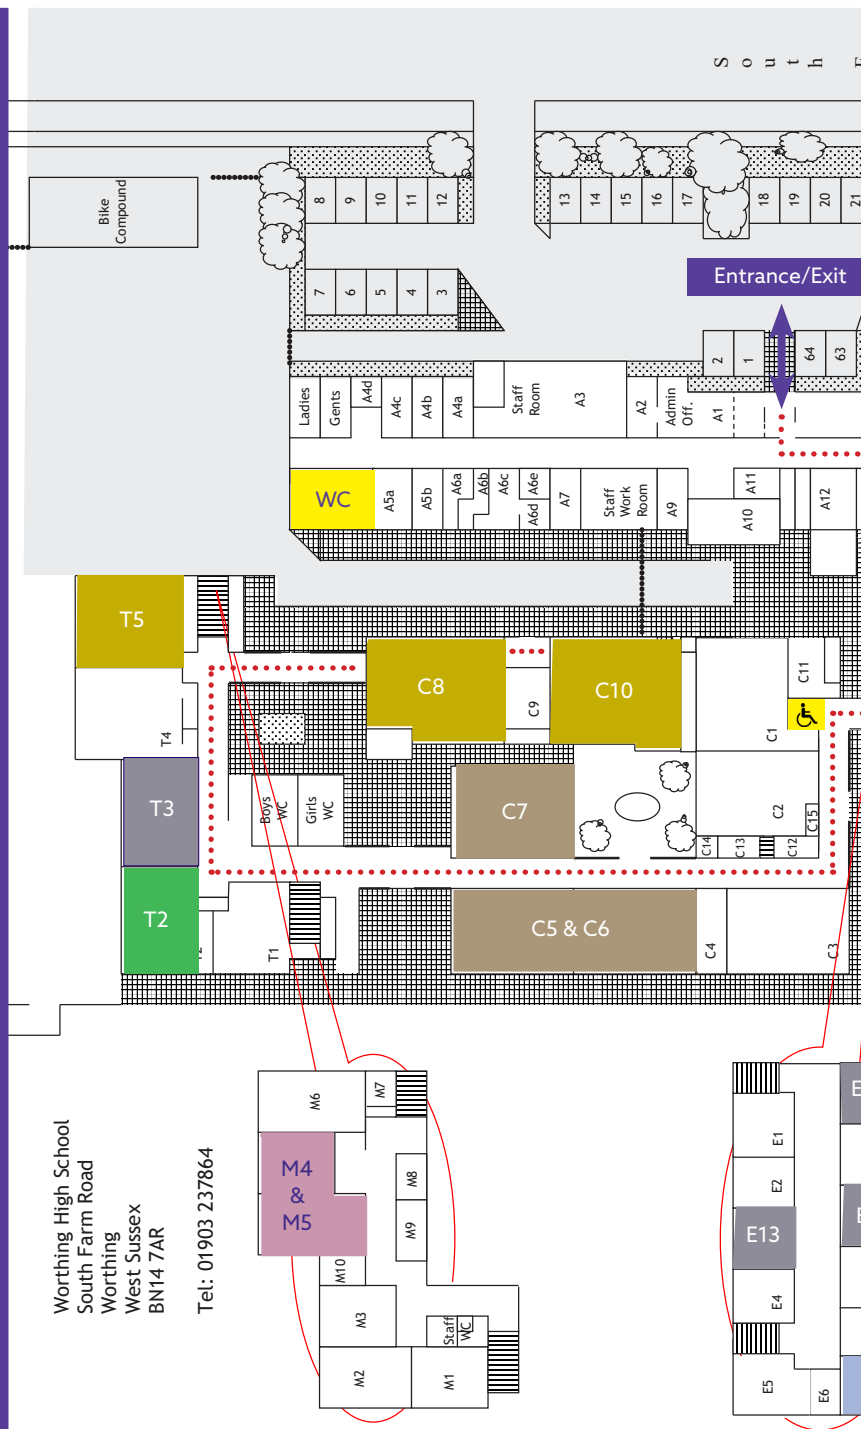 South
Bike
Compound
8
9
10
11
12
13
14
15
16
17
18
19
20
21
7
6
5
4
3
Entrance/Exit
2
1
64
63
Ladies
Gents
A4d
A4c
A4b
A4a
Staff
Room
A3
A2
Admin
Off.
A1
WC
A5a
A5b
A6a
A6b
A6c
A6d
A6e
A7
Staff
Work
Room
A9
A10
A11
A12
T5
T4
C8
C9
C10
C1
C11
T3
Boys
WC
Girls
WC
C7
C2
C15
C14
C13
C12
T2
T1
C5 & C6
C4
C3
Worthing High School
South Farm Road
Worthing
West Sussex
BN14 7AR
Tel: 01903 237864
M6
M7
M4
&
M5
M8
M9
M10
M3
Staff
WC
M2
M1
E1
E2
E13
E4
E5
E6